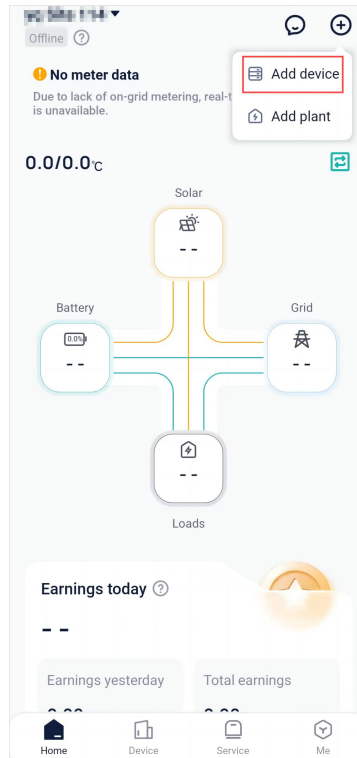 Offline ?
Add device
No meter data
Due to lack of on-grid metering, real-t
is unavailable.
Add plant
0.0/0.0℃
Solar
- -
Battery
Grid
0.0%
- -
- -
- -
Loads
Earnings today ?
- -
Earnings yesterday
Total earnings
Home
Device
Service
Me